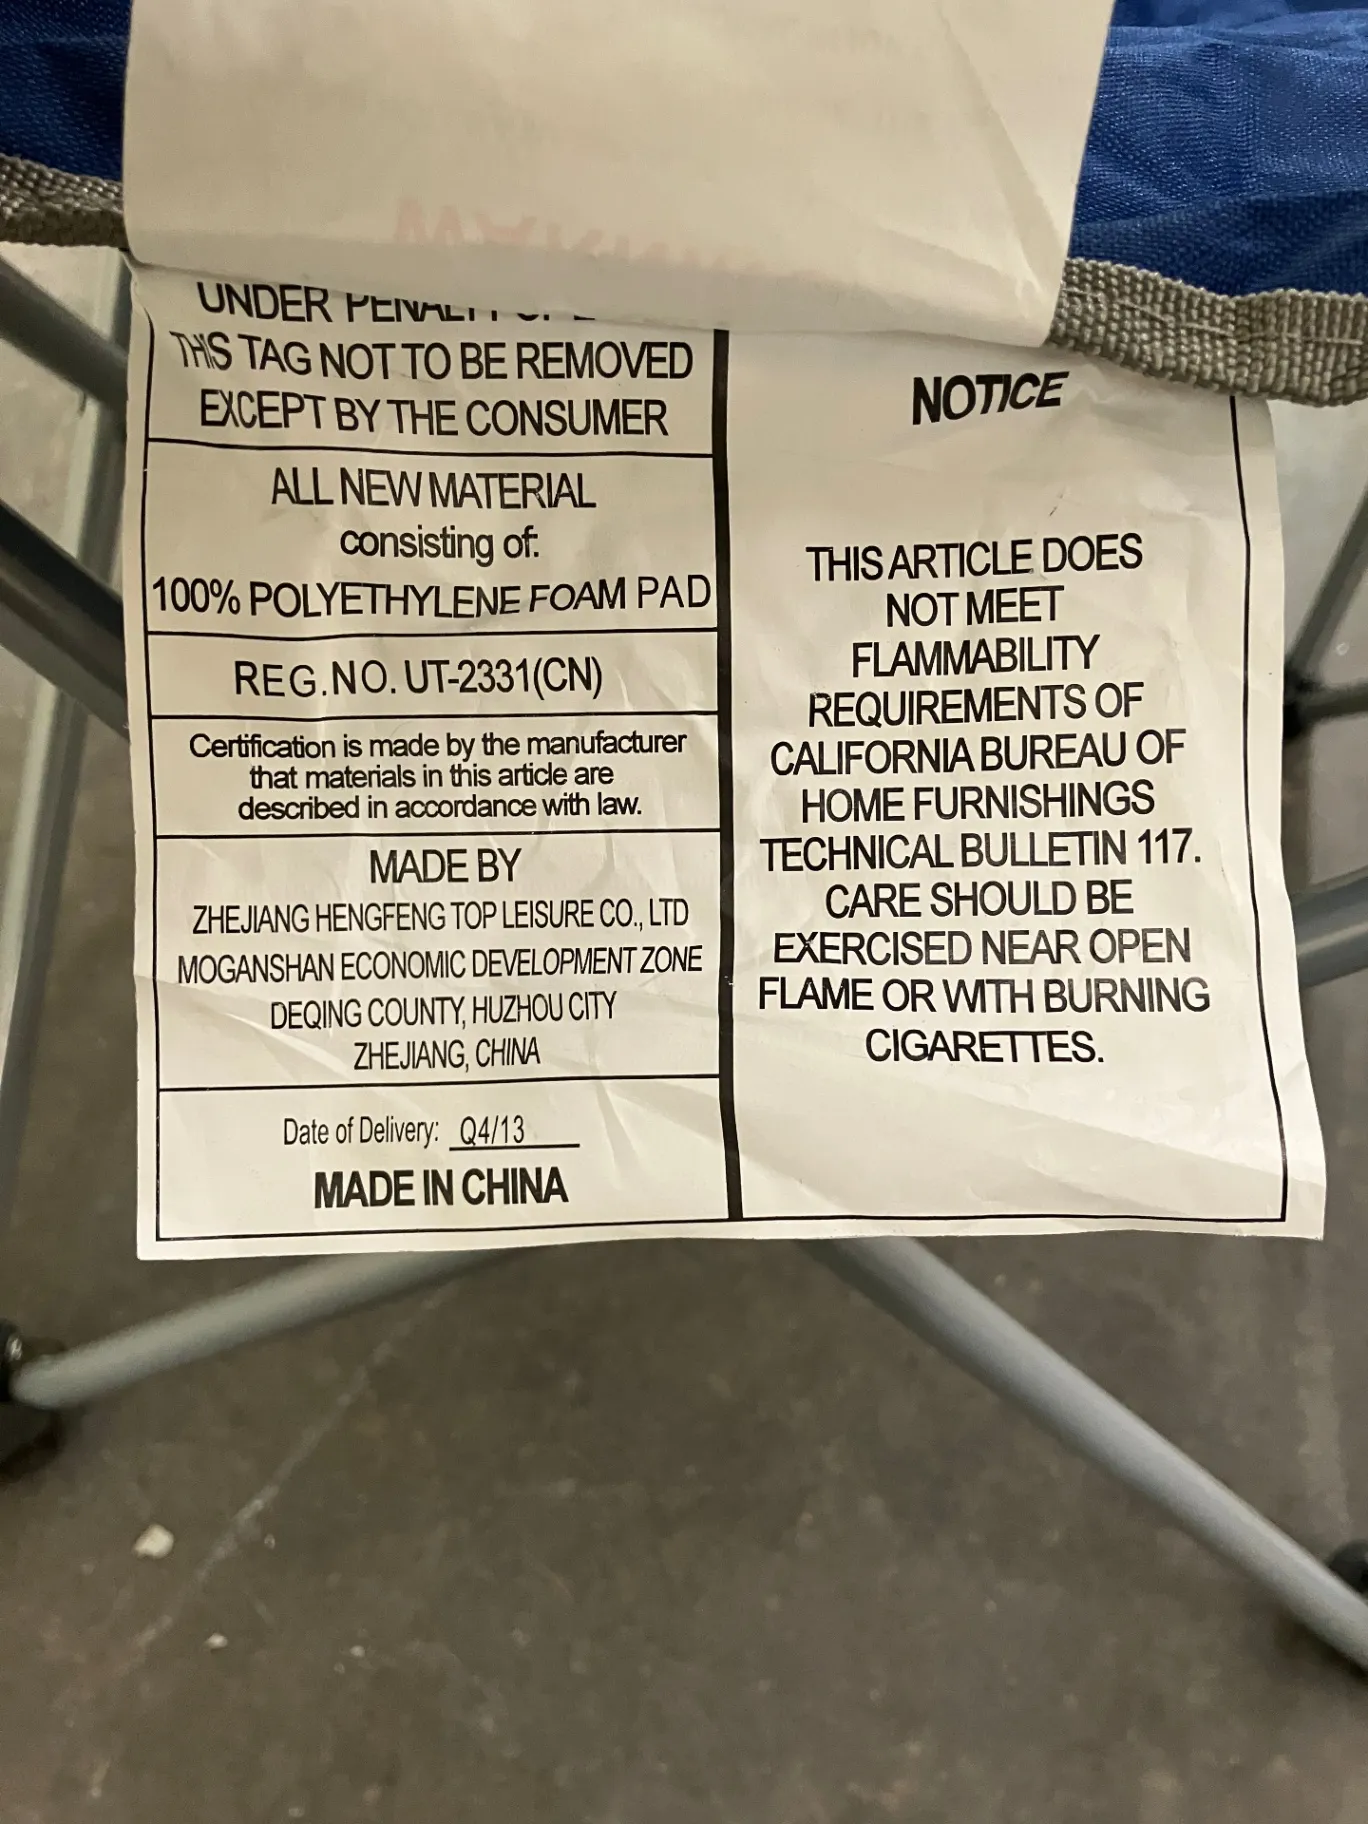 UNDER PENALTY OF
THIS TAG NOT TO BE REMOVED
EXCEPT BY THE CONSUMER
ALL NEW MATERIAL
consisting of:
100% POLYETHYLENE FOAM PAD
REG.NO. UT-2331(CN)
Certification is made by the manufacturer
that materials in this article are
described in accordance with law.
MADE BY
ZHEJIANG HENGFENG TOP LEISURE CO., LTD
MOGANSHAN ECONOMIC DEVELOPMENT ZONE
DEQING COUNTY, HUZHOU CITY
ZHEJIANG, CHINA
Date of Delivery: Q4/13
MADE IN CHINA
NOTICE
THIS ARTICLE DOES
NOT MEET
FLAMMABILITY
REQUIREMENTS OF
CALIFORNIA BUREAU OF
HOME FURNISHINGS
TECHNICAL BULLETIN 117.
CARE SHOULD BE
EXERCISED NEAR OPEN
FLAME OR WITH BURNING
CIGARETTES.